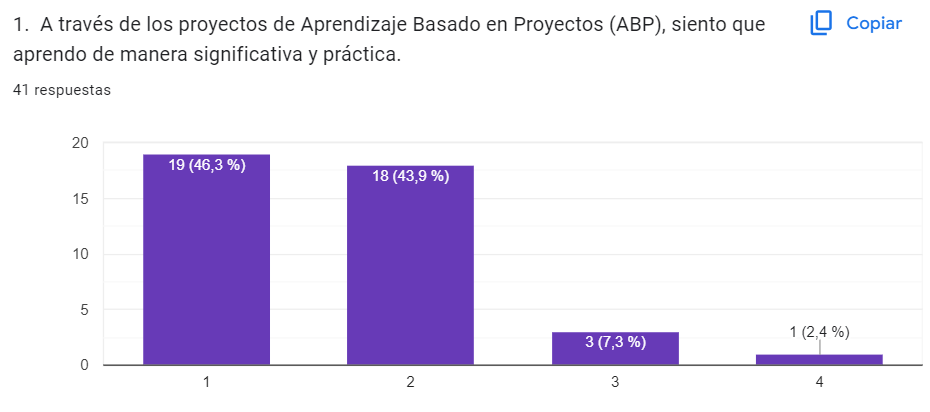 1. A través de los proyectos de Aprendizaje Basado en Proyectos (ABP), siento que
aprendo de manera significativa y práctica.
Copiar
41 respuestas
20
15
10
5
0
19 (46,3 %)
18 (43,9 %)
3 (7,3 %)
1 (2,4 %)
1
2
3
4